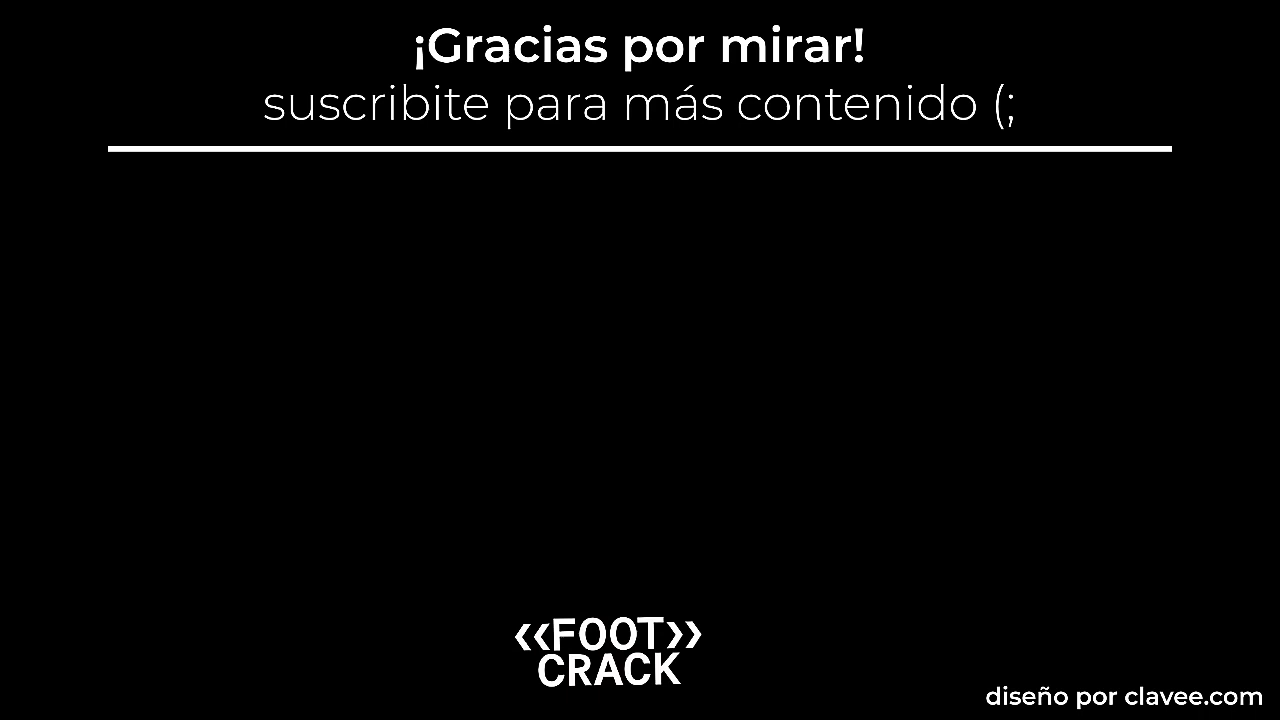 ¡Gracias por mirar!
suscribite para más contenido (;
‹‹FOOT››
CRACK
diseño por clavee.com